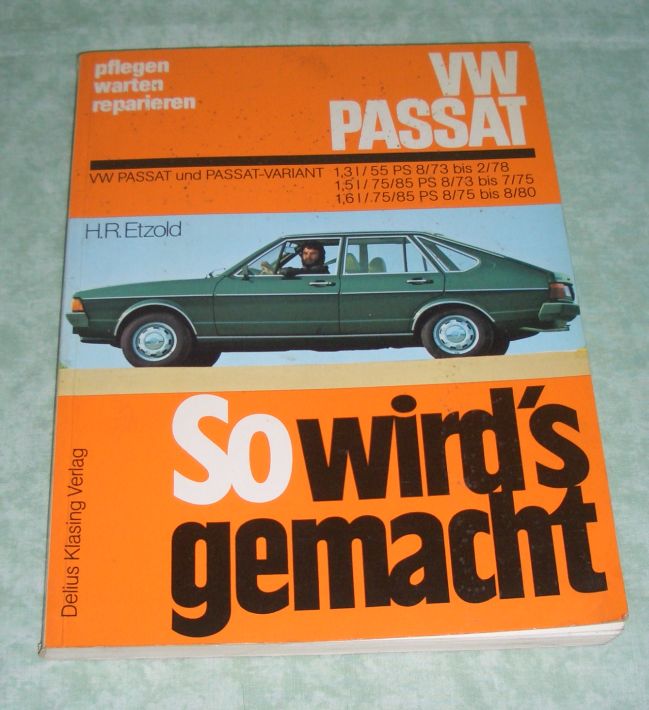 pflegen
warten
reparieren
VW
PASSAT
VW PASSAT und PASSAT-VARIANT 1,3 l / 55 PS 8/73 bis 2/78
1,5 l / 75/85 PS 8/73 bis 7/75
1,6 l / 75/85 PS 8/75 bis 8/80
H.R. Etzold
So wird's
gemacht
Delius Klasing Verlag